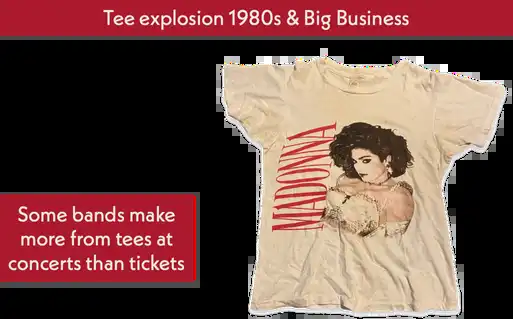 Tee explosion 1980s & Big Business
MADONNA
Some bands make
more from tees at
concerts than tickets